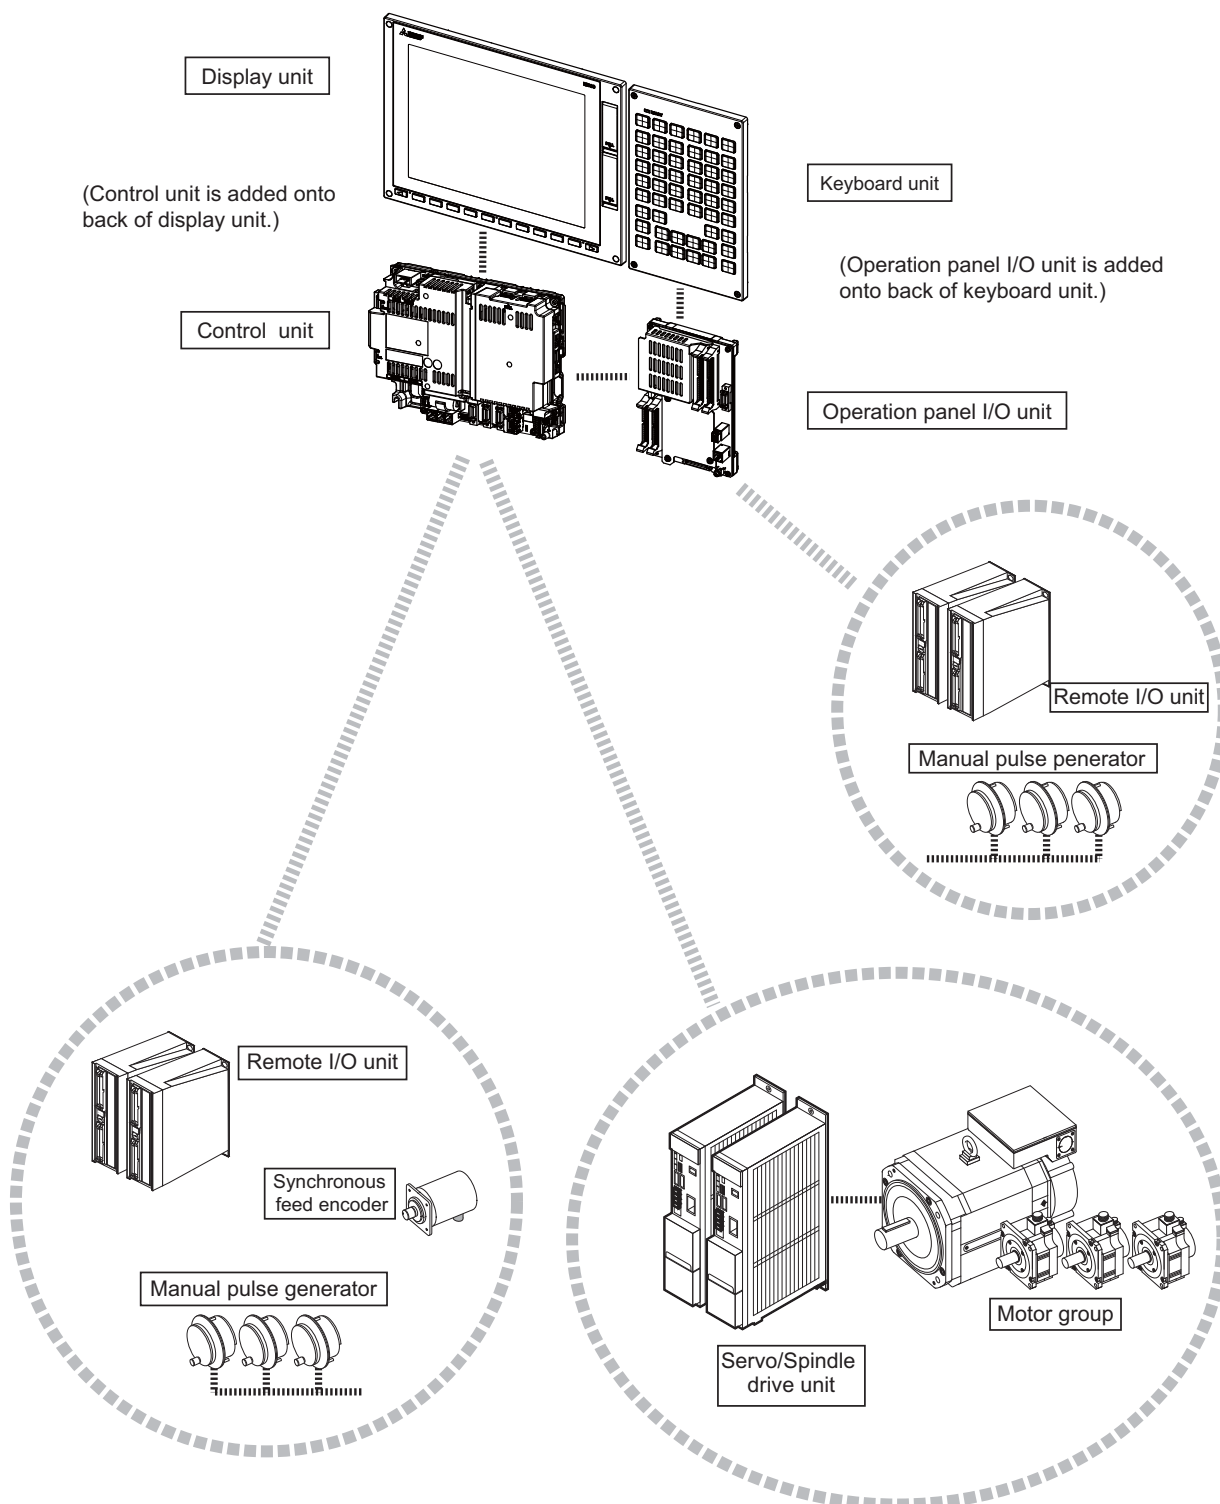 Display unit
(Control unit is added onto
back of display unit.)
Keyboard unit
(Operation panel I/O unit is added
onto back of keyboard unit.)
Control unit
Operation panel I/O unit
Remote I/O unit
Manual pulse penerator
Remote I/O unit
Synchronous
feed encoder
Manual pulse generator
Motor group
Servo/Spindle
drive unit